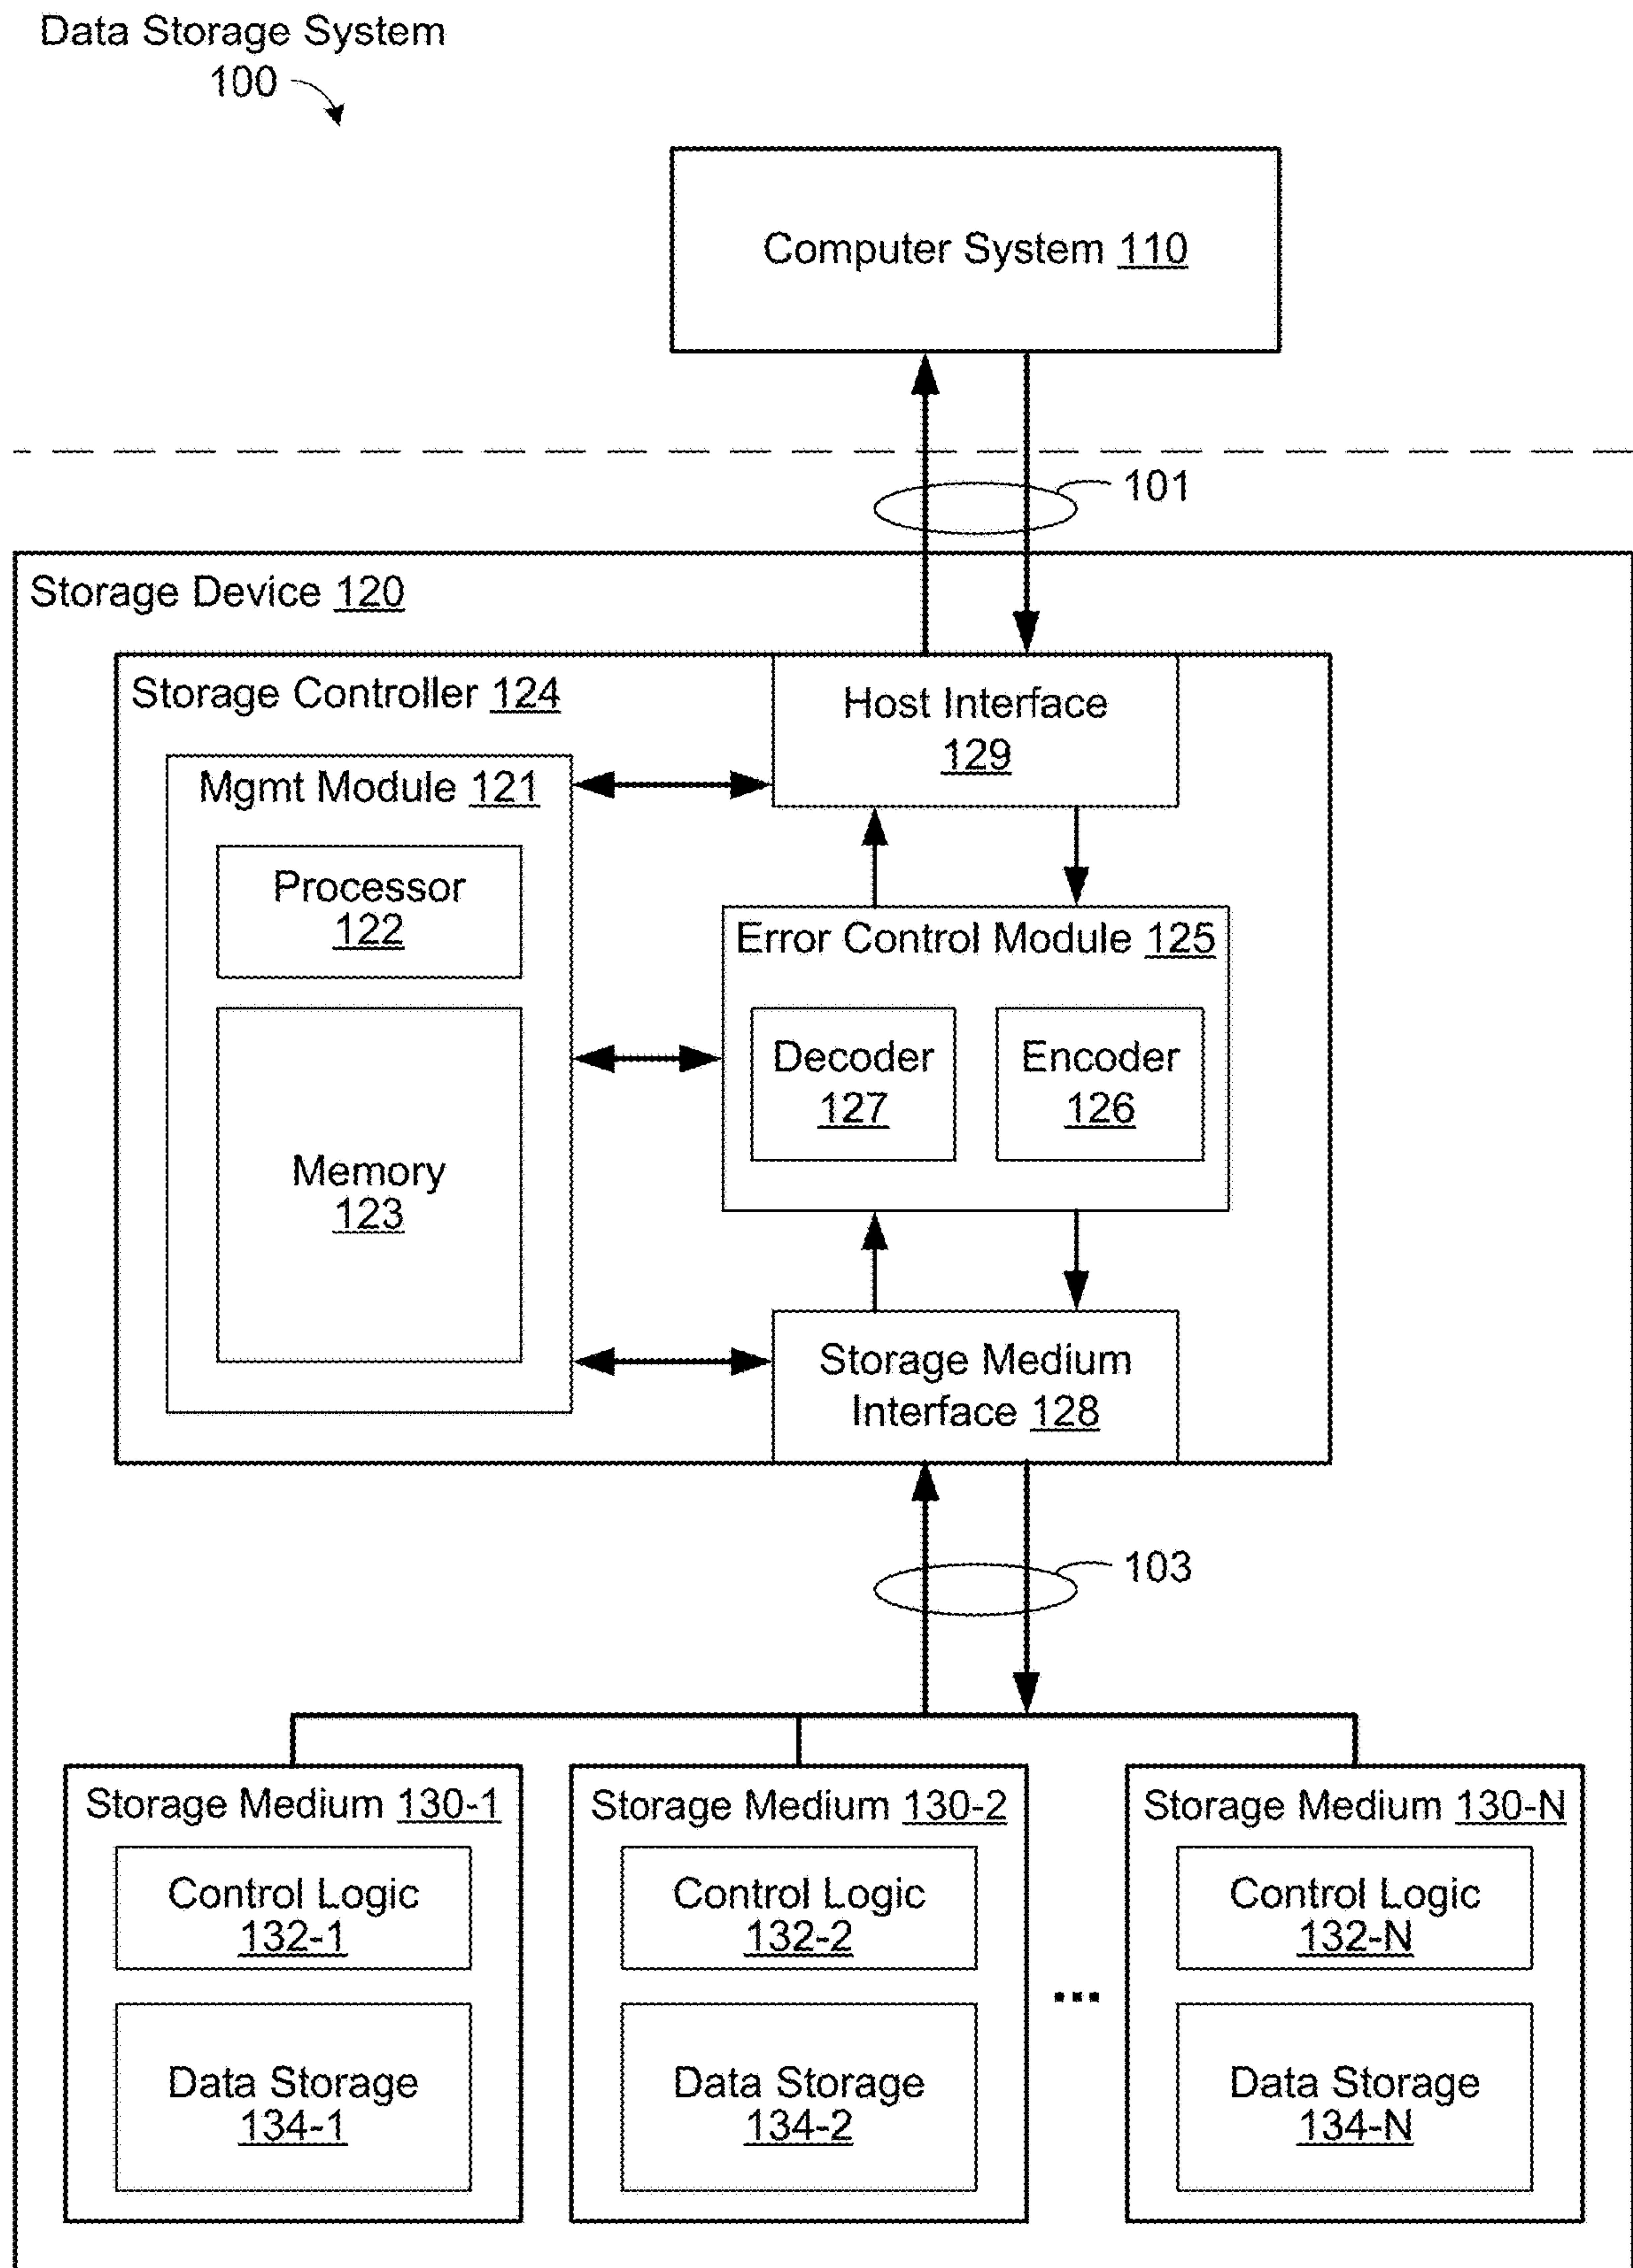 Data Storage System
100
Computer System 110
101
Storage Device 120
Storage Controller 124
Host Interface
129
Mgmt Module 121
Processor
122
Error Control Module 125
Decoder
127
Encoder
126
Memory
123
Storage Medium
Interface 128
103
Storage Medium 130-1
Control Logic
132-1
Data Storage
134-1
Storage Medium 130-2
Control Logic
132-2
Data Storage
134-2
...
Storage Medium 130-N
Control Logic
132-N
Data Storage
134-N